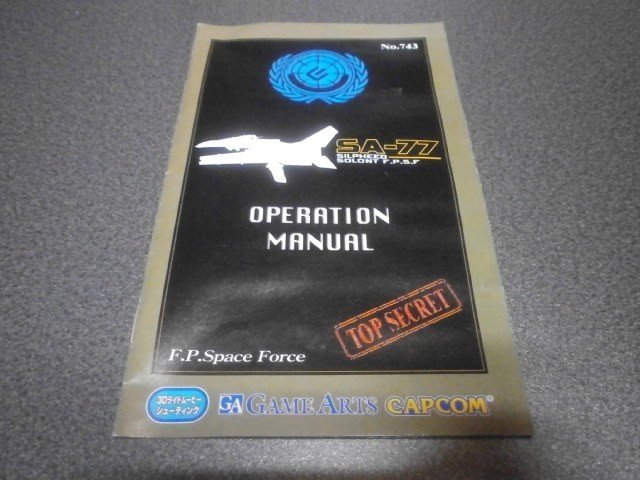 No.743
SA-77
SILPHEED
SOLONT F.P.S.F
OPERATION
MANUAL
TOP SECRET
F.P.Space Force
3Dライドムービー
シューティング
GA GAME ARTS
CAPCOM